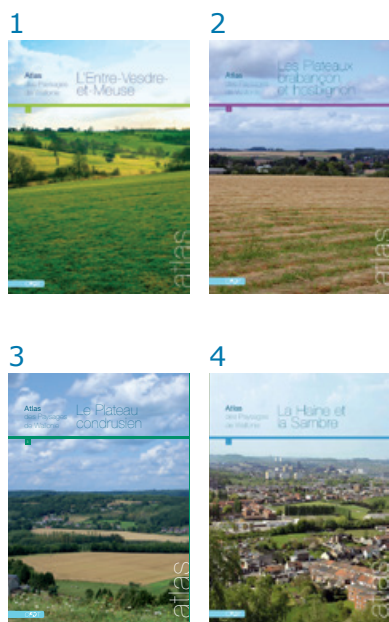 1
Atlas
des Paysages
de Wallonie
L'Entre-Vesdre-
et-Meuse
atlas
2
Atlas
des Paysages
de Wallonie
Les Plateaux
brabançon
et hesbignon
atlas
3
Atlas
des Paysages
de Wallonie
Le Plateau
condrusien
atlas
4
Atlas
des Paysages
de Wallonie
La Haine et
la Sambre
atlas